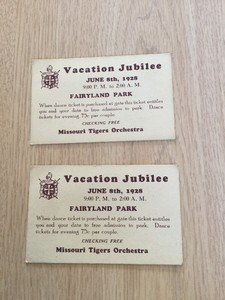 Vacation Jubilee
JUNE 8th, 1928
9:00 P. M. to 2:00 A. M.
FAIRYLAND PARK
When dance ticket is purchased at gate this ticket entitles
you and your date to free admission to park. Dance
tickets for evening 75c per couple.
CHECKING FREE
Missouri Tigers Orchestra
Vacation Jubilee
JUNE 8th, 1928
9:00 P. M. to 2:00 A. M.
FAIRYLAND PARK
When dance ticket is purchased at gate this ticket entitles
you and your date to free admission to park. Dance
tickets for evening 75c per couple.
CHECKING FREE
Missouri Tigers Orchestra